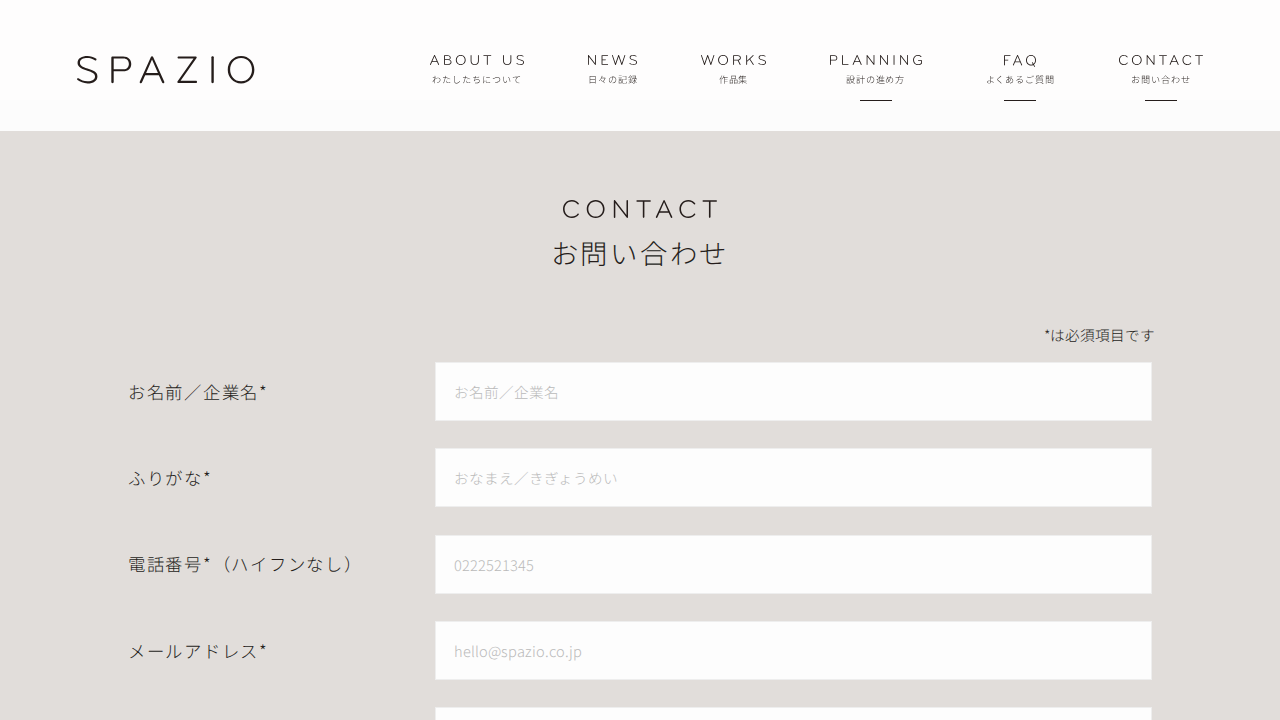 SPAZIO
ABOUT US
わたしたちについて
NEWS
日々の記録
WORKS
作品集
PLANNING
設計の進め方
FAQ
よくあるご質問
CONTACT
お問い合わせ
CONTACT
お問い合わせ
*は必須項目です
お名前／企業名*
お名前／企業名
ふりがな*
おなまえ／きぎょうめい
電話番号*（ハイフンなし）
0222521345
メールアドレス*
hello@spazio.co.jp